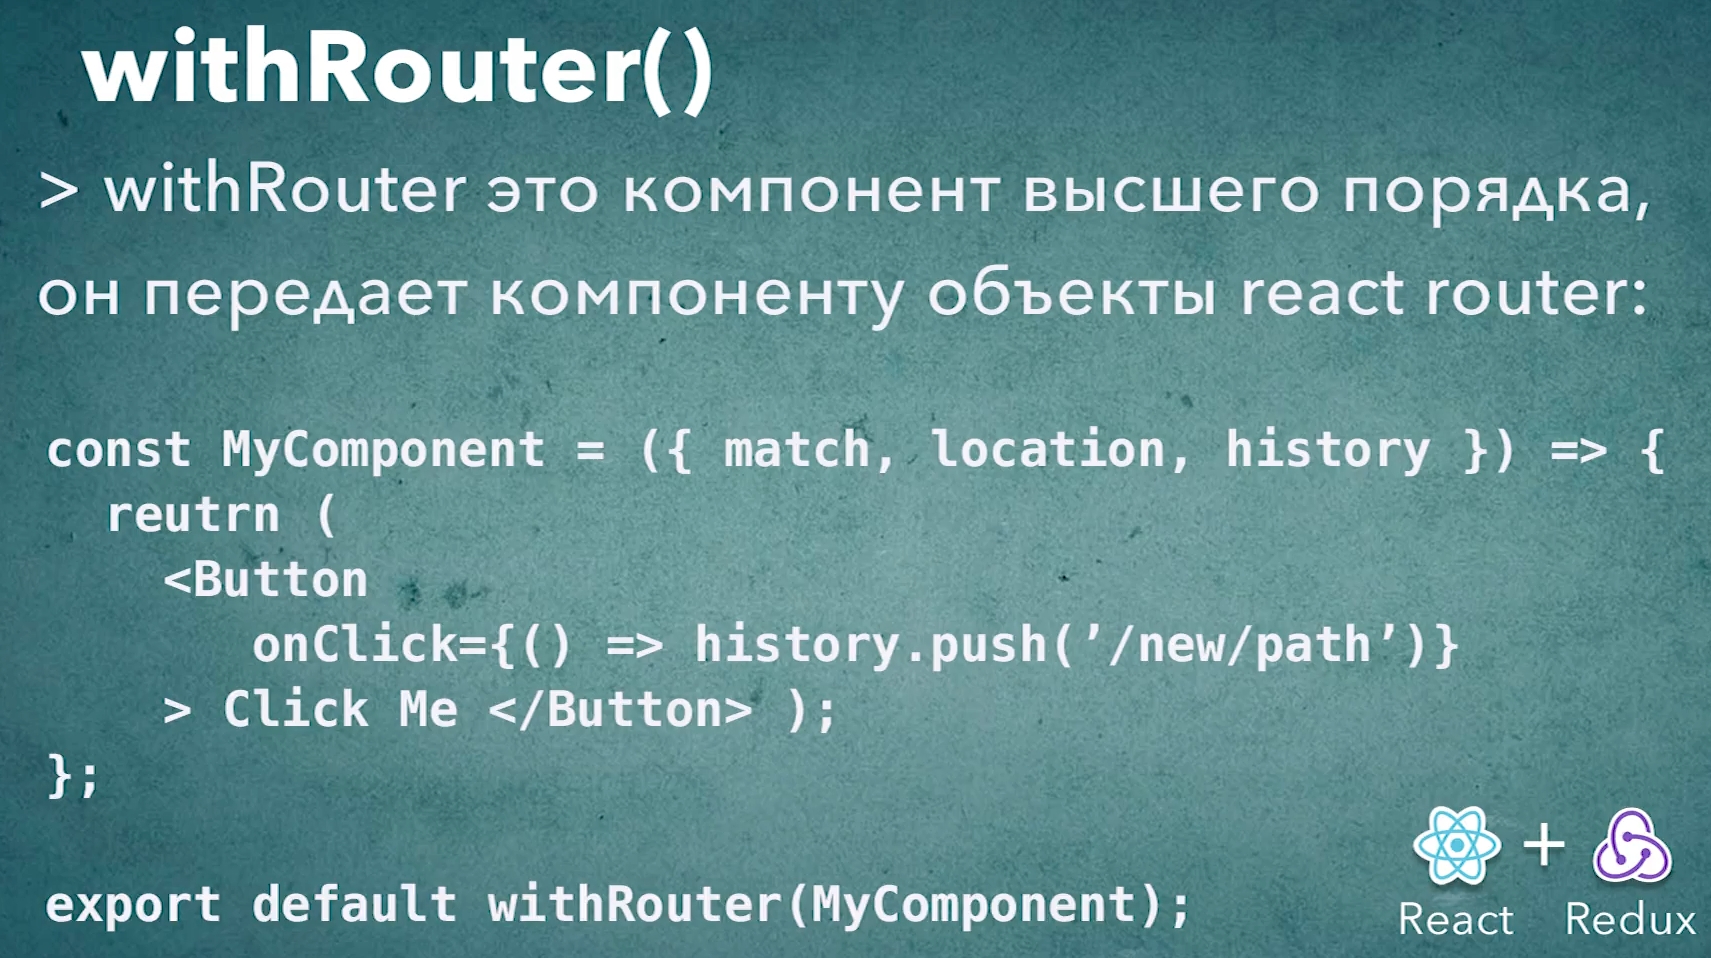 withRouter()
> withRouter это компонент высшего порядка,
он передает компоненту объекты react router:
const MyComponent = ({ match, location, history }) => {
  reutrn (
    <Button
       onClick={() => history.push(’/new/path’)}
    > Click Me </Button> );
};
export default withRouter(MyComponent);
+
React Redux